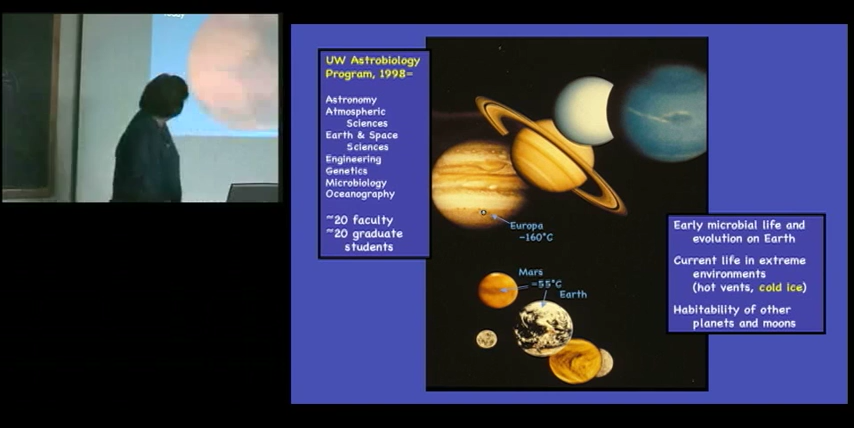 today
UW Astrobiology
Program, 1998-
Astronomy
Atmospheric
Sciences
Earth & Space
Sciences
Engineering
Genetics
Microbiology
Oceanography
~20 faculty
~20 graduate
students
Europa
-160°C
Mars
-55°C
Earth
Early microbial life and
evolution on Earth
Current life in extreme
environments
(hot vents, cold ice)
Habitability of other
planets and moons